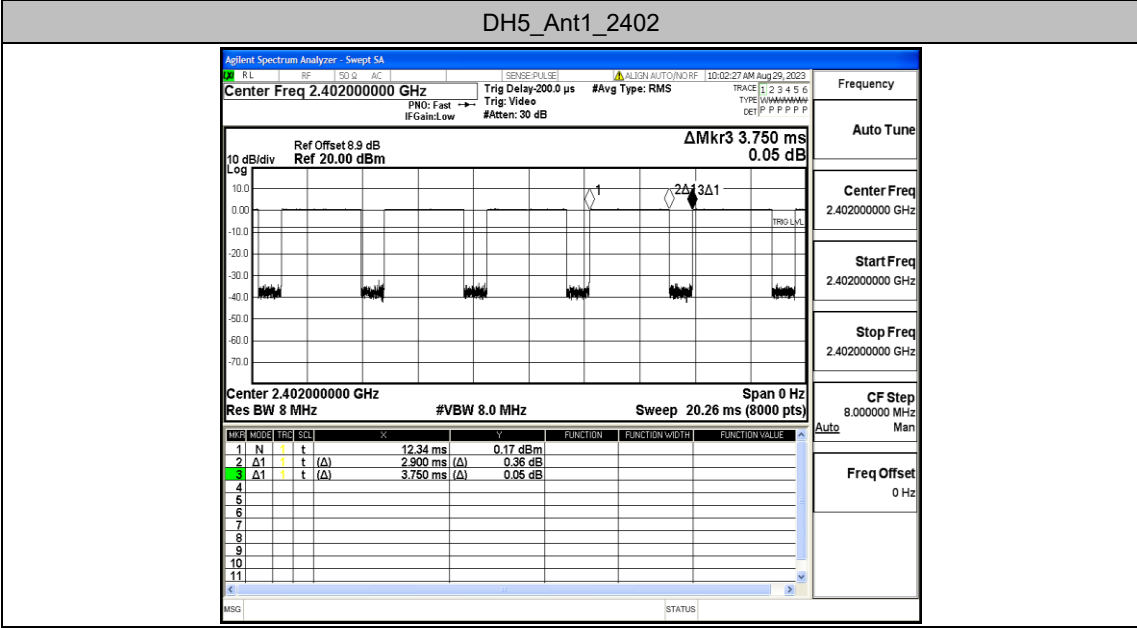 DH5_Ant1_2402
Agilent Spectrum Analyzer - Swept SA
RL RF 50 Ω AC SENSE:PULSE ALIGN AUTO/NO RF 10:02:27 AM Aug 29, 2023
Center Freq 2.402000000 GHz Trig Delay-200.0 µs #Avg Type: RMS TRACE 1 2 3 4 5 6
PNO: Fast Trig: Video TYPE
IFGain:Low #Atten: 30 dB DET P P P P P P
Frequency
Auto Tune
Center Freq
2.402000000 GHz
Start Freq
2.402000000 GHz
Stop Freq
2.402000000 GHz
CF Step
8.000000 MHz
Auto Man
Freq Offset
0 Hz
ΔMkr3 3.750 ms
0.05 dB
Ref Offset 8.9 dB
10 dB/div Ref 20.00 dBm
Log
10.0
0.00
-10.0
-20.0
-30.0
-40.0
-50.0
-60.0
-70.0
1 2Δ1 3Δ1
TRIG LVL
Center 2.402000000 GHz Span 0 Hz
Res BW 8 MHz #VBW 8.0 MHz Sweep 20.26 ms (8000 pts)
MKR MODE TRC SCL X Y FUNCTION FUNCTION WIDTH FUNCTION VALUE
1 N 1 t 12.34 ms 0.17 dBm
2 Δ1 1 t (Δ) 2.900 ms (Δ) 0.36 dB
3 Δ1 1 t (Δ) 3.750 ms (Δ) 0.05 dB
4
5
6
7
8
9
10
11
MSG STATUS